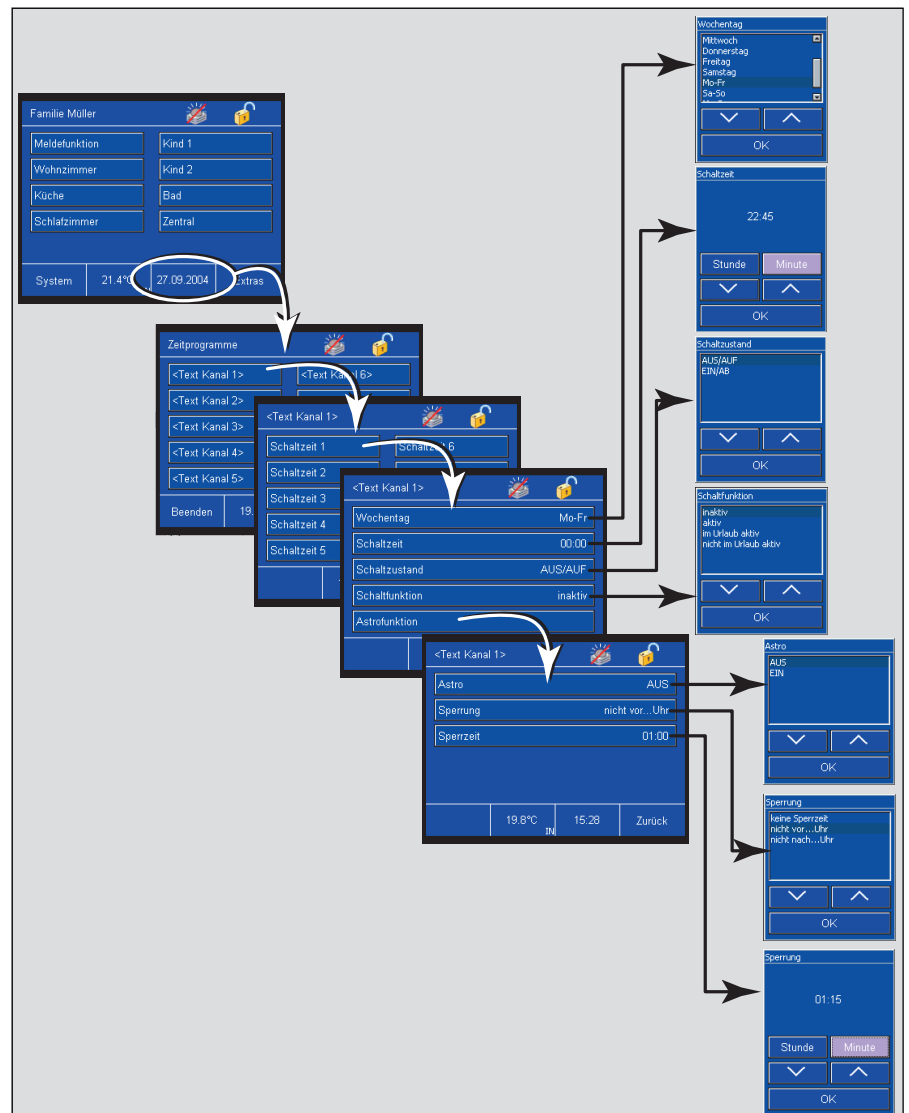 Familie Müller
Meldefunktion
Kind 1
Wohnzimmer
Kind 2
Küche
Bad
Schlafzimmer
Zentral
System
21.4°
27.09.2004
Extras
Zeitprogramme
<Text Kanal 1>
<Text Kanal 6>
<Text Kanal 2>
<Text Kanal 3>
<Text Kanal 4>
<Text Kanal 5>
Beenden
19.
<Text Kanal 1>
Schaltzeit 1
Schaltzeit 6
Schaltzeit 2
Schaltzeit 3
Schaltzeit 4
Schaltzeit 5
<Text Kanal 1>
Wochentag Mo-Fr
Schaltzeit 00:00
Schaltzustand AUS/AUF
Schaltfunktion inaktiv
Astrofunktion
<Text Kanal 1>
Astro AUS
Sperrung nicht vor...Uhr
Sperrzeit 01:00
19.8°C
IN
15:28
Zurück
Wochentag
Mittwoch
Donnerstag
Freitag
Samstag
Mo-Fr
Sa-So
OK
Schaltzeit
22:45
Stunde
Minute
OK
Schaltzustand
AUS/AUF
EIN/AB
OK
Schaltfunktion
inaktiv
aktiv
im Urlaub aktiv
nicht im Urlaub aktiv
OK
Astro
AUS
EIN
OK
Sperrung
keine Sperrzeit
nicht vor...Uhr
nicht nach...Uhr
OK
Sperrung
01:15
Stunde
Minute
OK